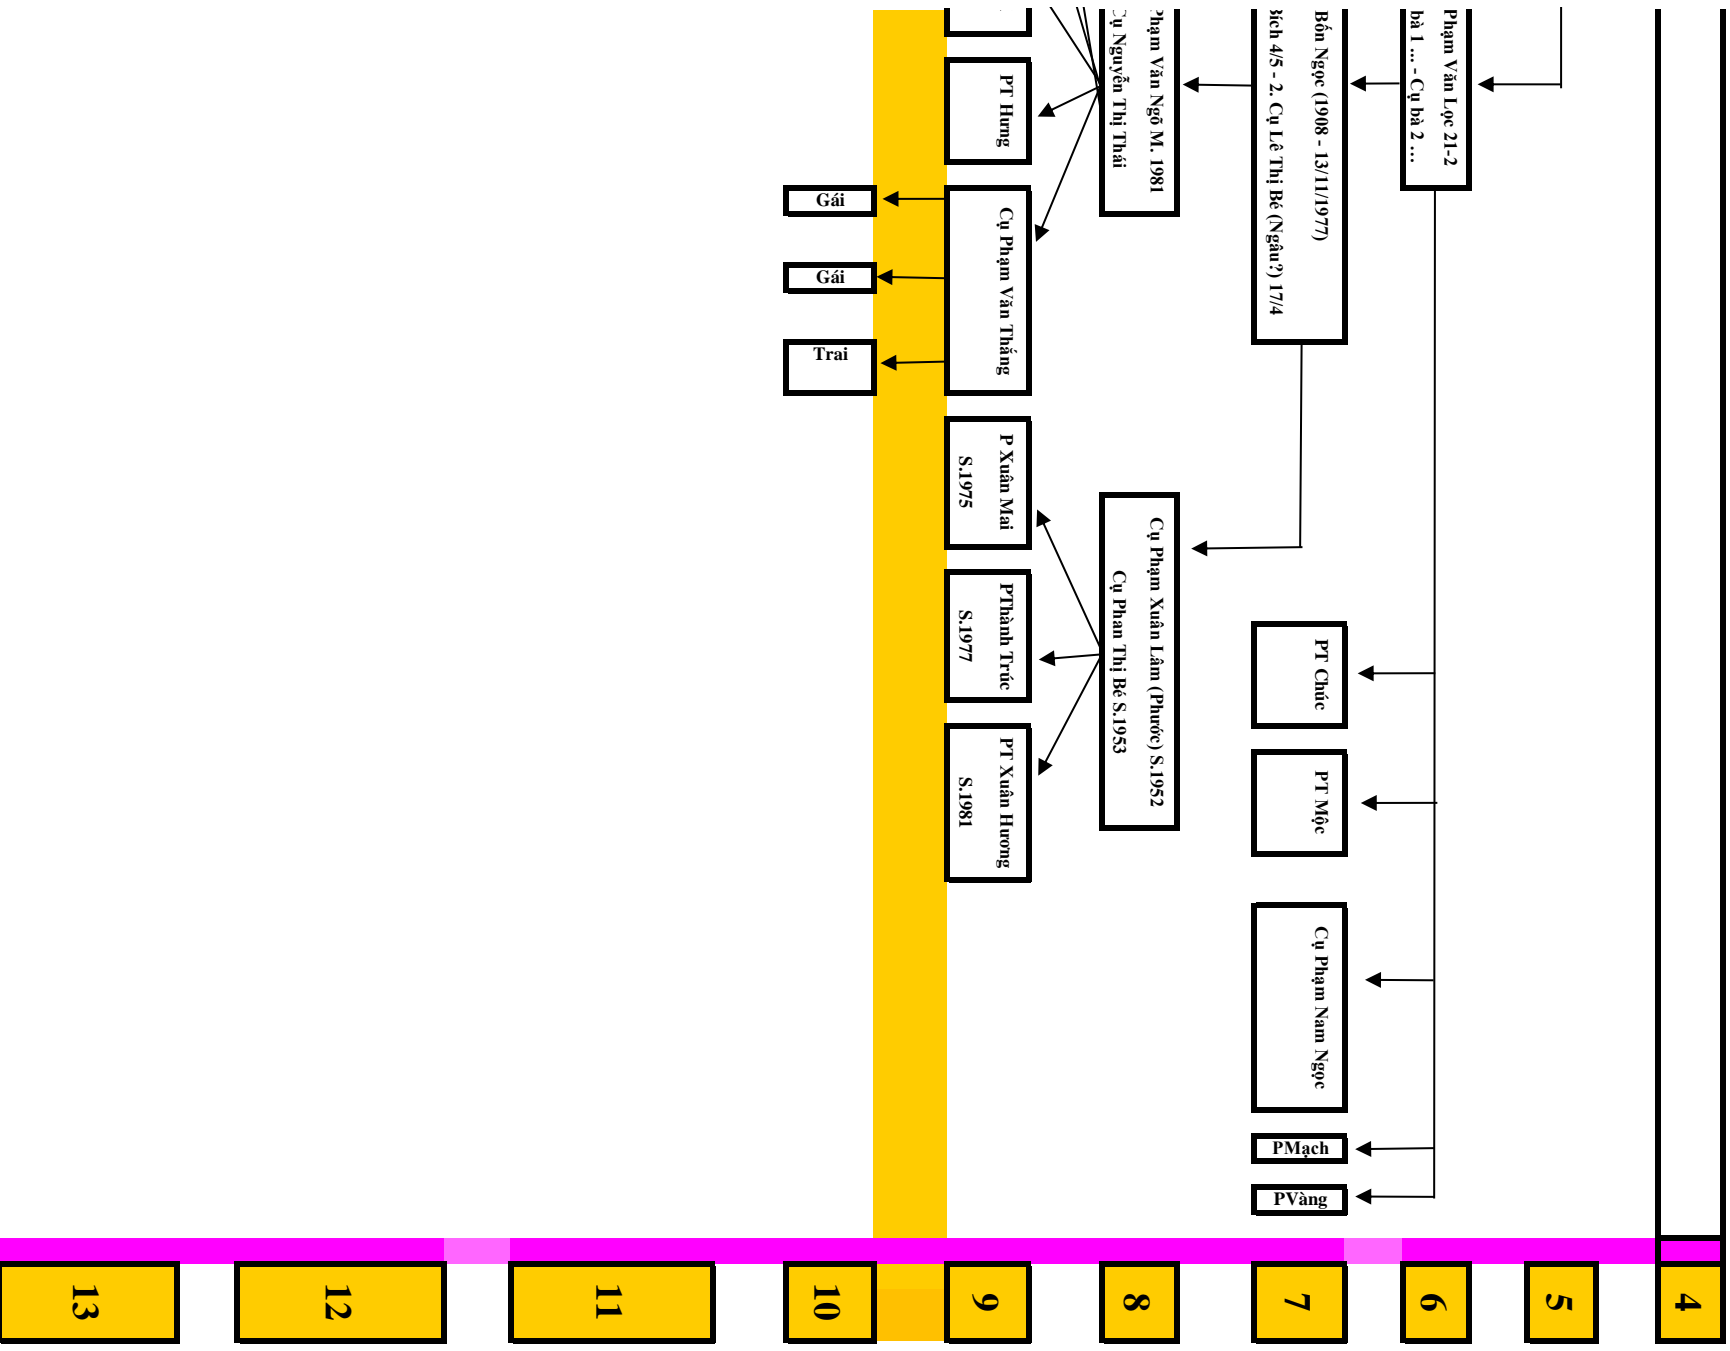 Phạm Văn Lọc 21-2
bà 1 ... - Cụ bà 2 ...
Bốn Ngọc (1908 - 13/11/1977)
Bích 4/5 - 2. Cụ Lê Thị Bé (Ngâu?) 17/4
Phạm Văn Ngõ M. 1981
Cụ Nguyễn Thị Thái
PT Hưng
Cụ Phạm Văn Thắng
Gái
Gái
Trai
P Xuân Mai
S.1975
PThành Trúc
S.1977
PT Xuân Hương
S.1981
Cụ Phạm Xuân Lâm (Phước) S.1952
Cụ Phan Thị Bé S.1953
PT Chúc
PT Mộc
Cụ Phạm Nam Ngọc
PMạch
PVàng
13
12
11
10
9
8
7
6
5
4